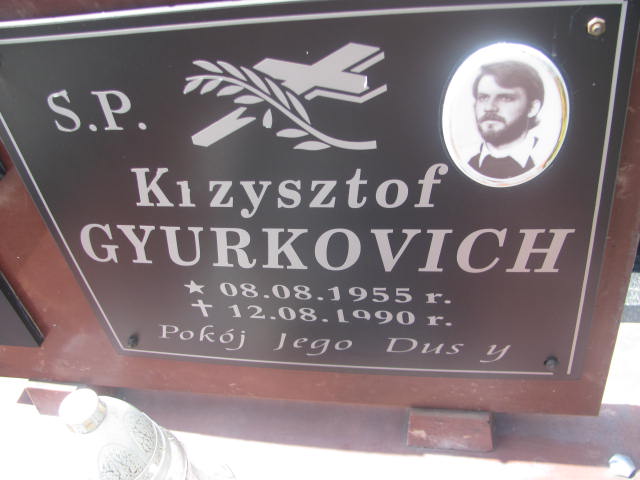 S.P.
Krzysztof
GYURKOVICH
★ 08.08.1955 r.
✝ 12.08.1990 r.
Pokój Jego Dus y